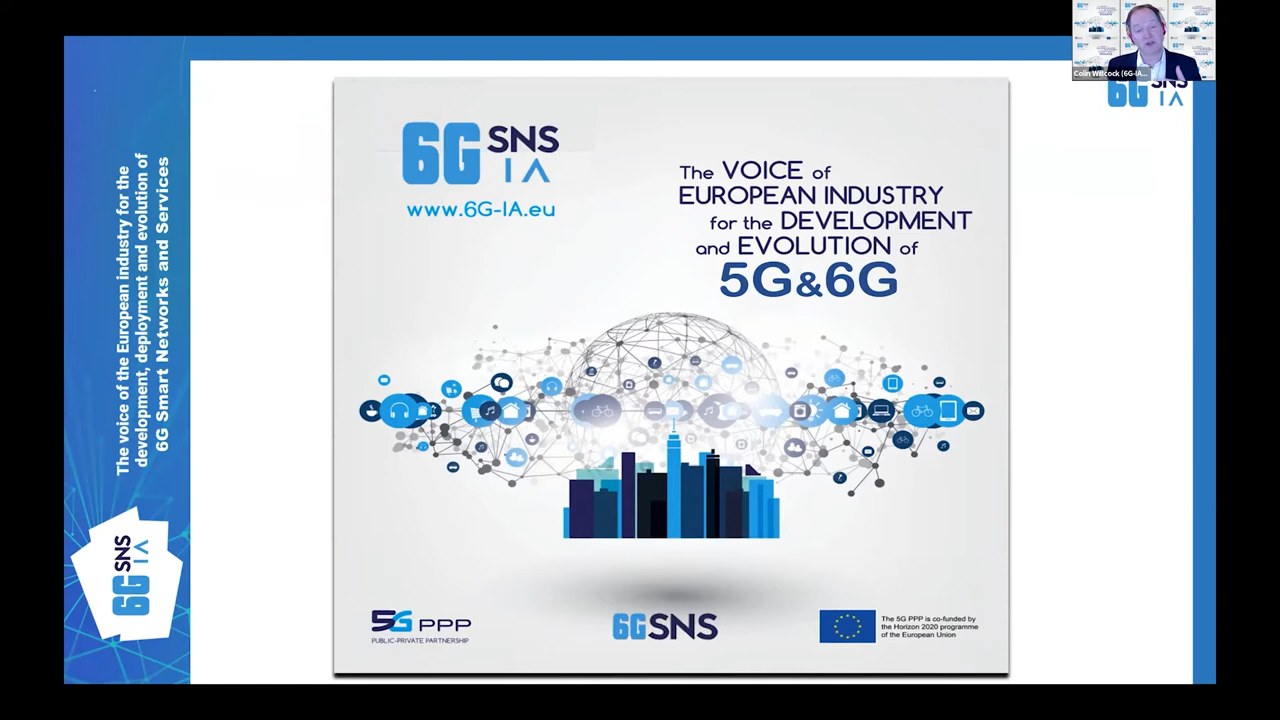 Colin Willcock (6G-IA...
6G SNS
IA
The voice of the European industry for the
development, deployment and evolution of
6G Smart Networks and Services
6G SNS
IA
6G SNS
IA
www.6G-IA.eu
The VOICE of
EUROPEAN INDUSTRY
for the DEVELOPMENT
and EVOLUTION of
5G&6G
5G PPP
PUBLIC-PRIVATE PARTNERSHIP
6GSNS
The 5G PPP is co-funded by
the Horizon 2020 programme
of the European Union